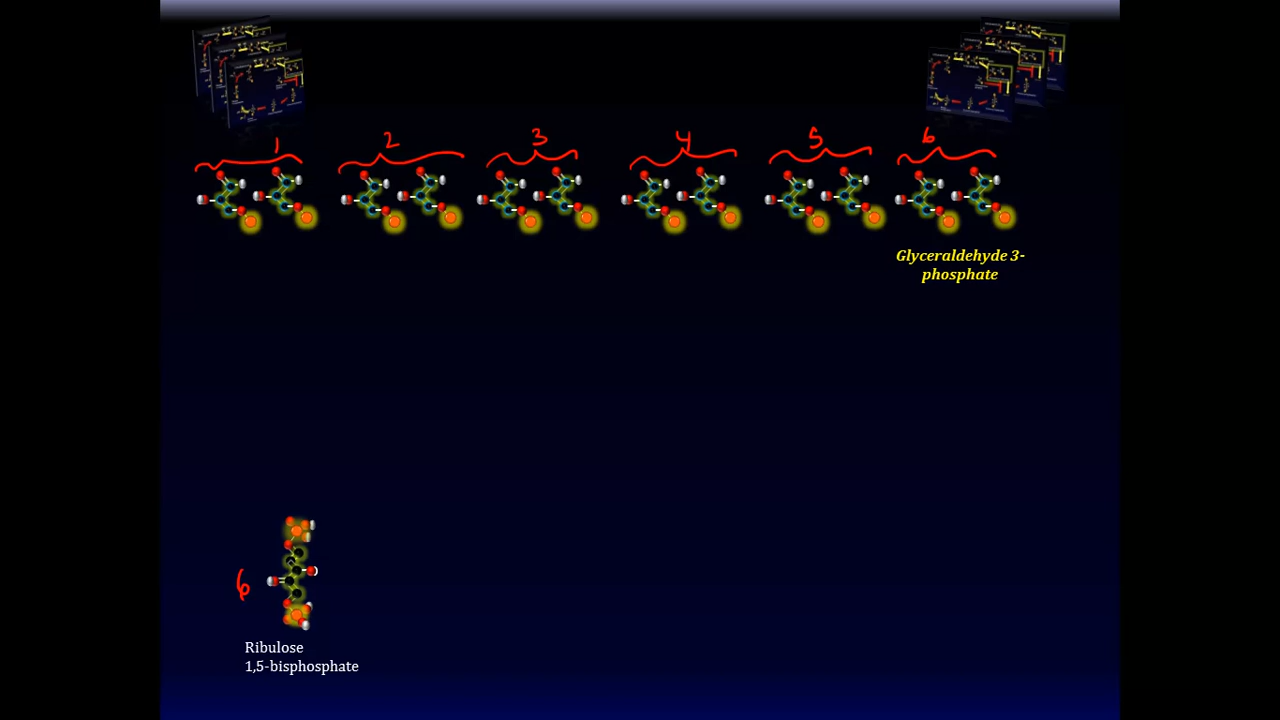 1 2 3 4 5 6
Glyceraldehyde 3-
phosphate
6
Ribulose
1,5-bisphosphate